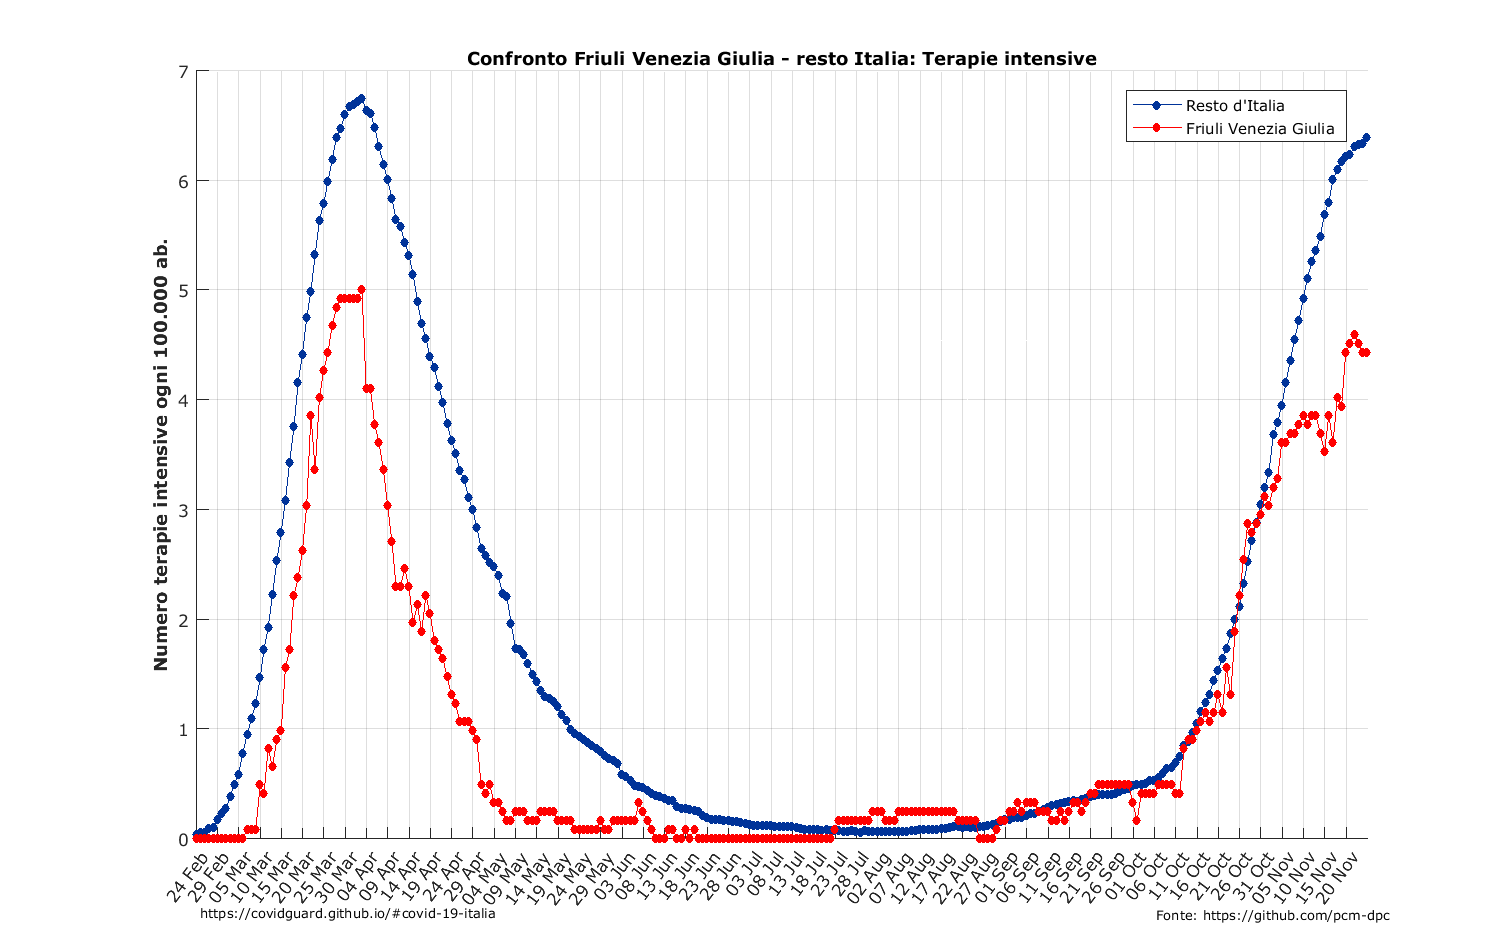 Confronto Friuli Venezia Giulia - resto Italia: Terapie intensive
Resto d'Italia
Friuli Venezia Giulia
Numero terapie intensive ogni 100.000 ab.
7
6
5
4
3
2
1
0
24 Feb
29 Feb
05 Mar
10 Mar
15 Mar
20 Mar
25 Mar
30 Mar
04 Apr
09 Apr
14 Apr
19 Apr
24 Apr
29 Apr
04 May
09 May
14 May
19 May
24 May
29 May
03 Jun
08 Jun
13 Jun
18 Jun
23 Jun
28 Jun
03 Jul
08 Jul
13 Jul
18 Jul
23 Jul
28 Jul
02 Aug
07 Aug
12 Aug
17 Aug
22 Aug
27 Aug
01 Sep
06 Sep
11 Sep
16 Sep
21 Sep
26 Sep
01 Oct
06 Oct
11 Oct
16 Oct
21 Oct
26 Oct
31 Oct
05 Nov
10 Nov
15 Nov
20 Nov
https://covidguard.github.io/#covid-19-italia
Fonte: https://github.com/pcm-dpc